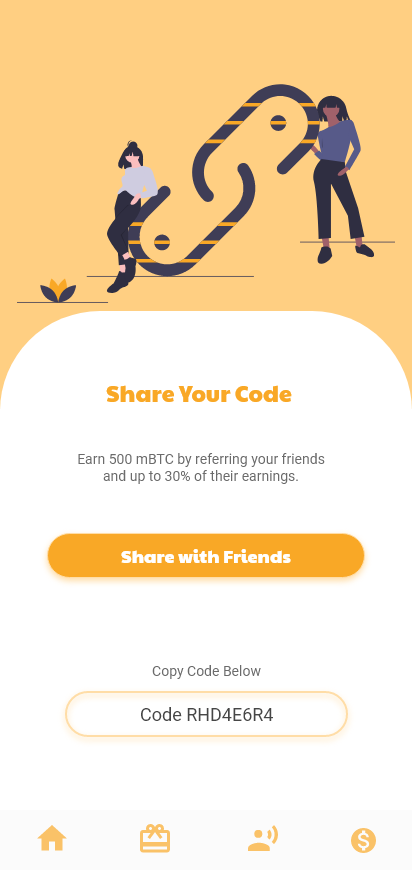 Share Your Code
Earn 500 mBTC by referring your friends
and up to 30% of their earnings.
Share with Friends
Copy Code Below
Code RHD4E6R4